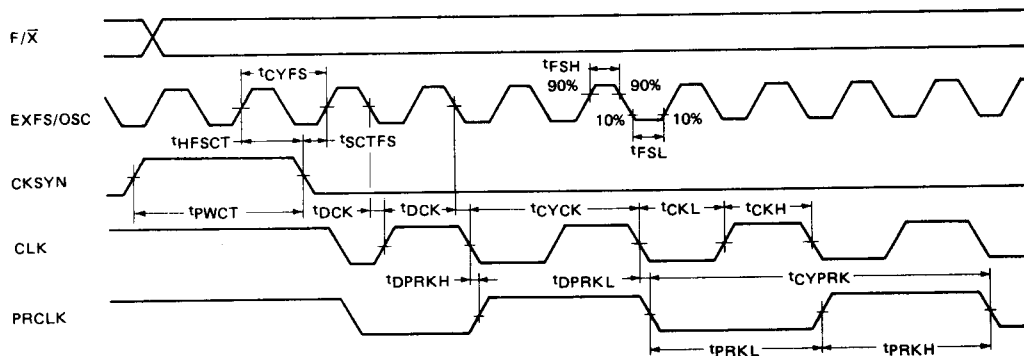 F/X̅
tCYFS
tFSH
90% 90%
EXFS/OSC
10% 10%
tHFSCT tSCTFS
tFSL
CKSYN
tPWCT tDCK tDCK tCYCK tCKL tCKH
CLK
tDPRKH tDPRKL tCYPRK
PRCLK
tPRKL tPRKH